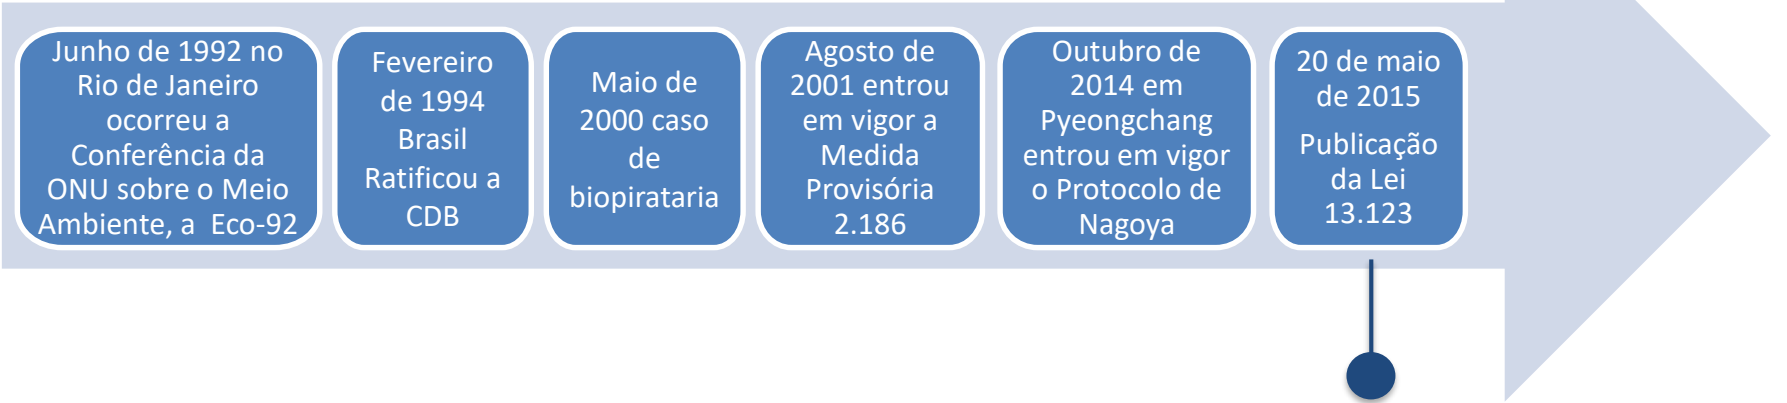 Junho de 1992 no
Rio de Janeiro
ocorreu a
Conferência da
ONU sobre o Meio
Ambiente, a Eco-92
Fevereiro
de 1994
Brasil
Ratificou a
CDB
Maio de
2000 caso
de
biopirataria
Agosto de
2001 entrou
em vigor a
Medida
Provisória
2.186
Outubro de
2014 em
Pyeongchang
entrou em vigor
o Protocolo de
Nagoya
20 de maio
de 2015
Publicação
da Lei
13.123